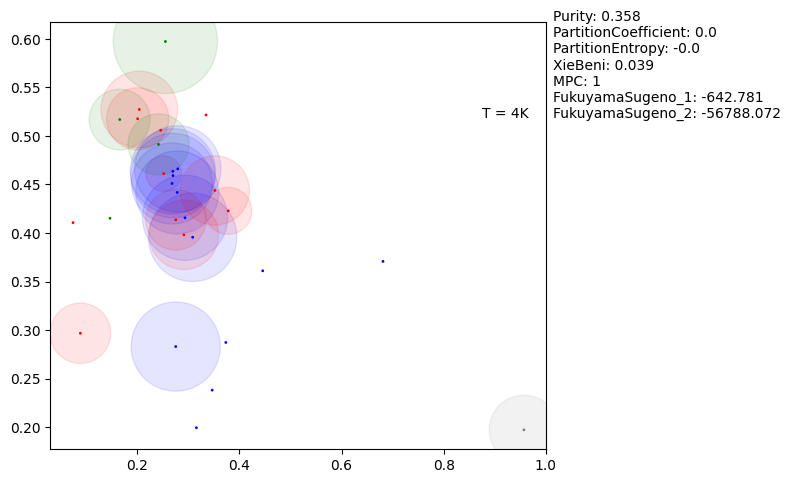 Purity: 0.358
PartitionCoefficient: 0.0
PartitionEntropy: -0.0
XieBeni: 0.039
MPC: 1
FukuyamaSugeno_1: -642.781
FukuyamaSugeno_2: -56788.072
T = 4K
0.60
0.55
0.50
0.45
0.40
0.35
0.30
0.25
0.20
0.2
0.4
0.6
0.8
1.0